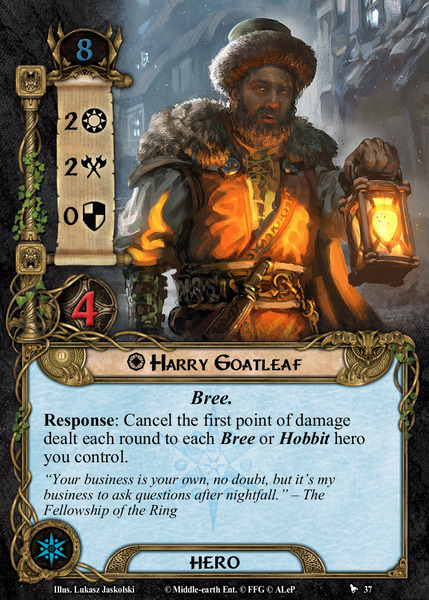 8
2
2
0
4
Harry Goatleaf
Bree.
Response: Cancel the first point of damage
dealt each round to each Bree or Hobbit hero
you control.
“Your business is your own, no doubt, but it’s my
business to ask questions after nightfall.” – The
Fellowship of the Ring
HERO
Illus. Lukasz Jaskolski © Middle-earth Ent. © FFG © ALeP 37